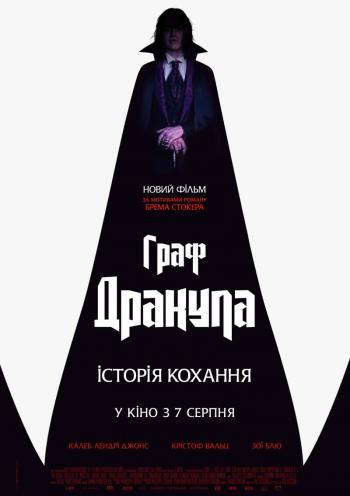 НОВИЙ ФІЛЬМ
ЗА МОТИВАМИ РОМАНУ
БРЕМА СТОКЕРА
Граф
Дракула
ІСТОРІЯ КОХАННЯ
У КІНО З 7 СЕРПНЯ
КАЛЕБ ЛЕНДРІ ДЖОНС КРІСТОФ ВАЛЬЦ ЗОЇ БЛЮ